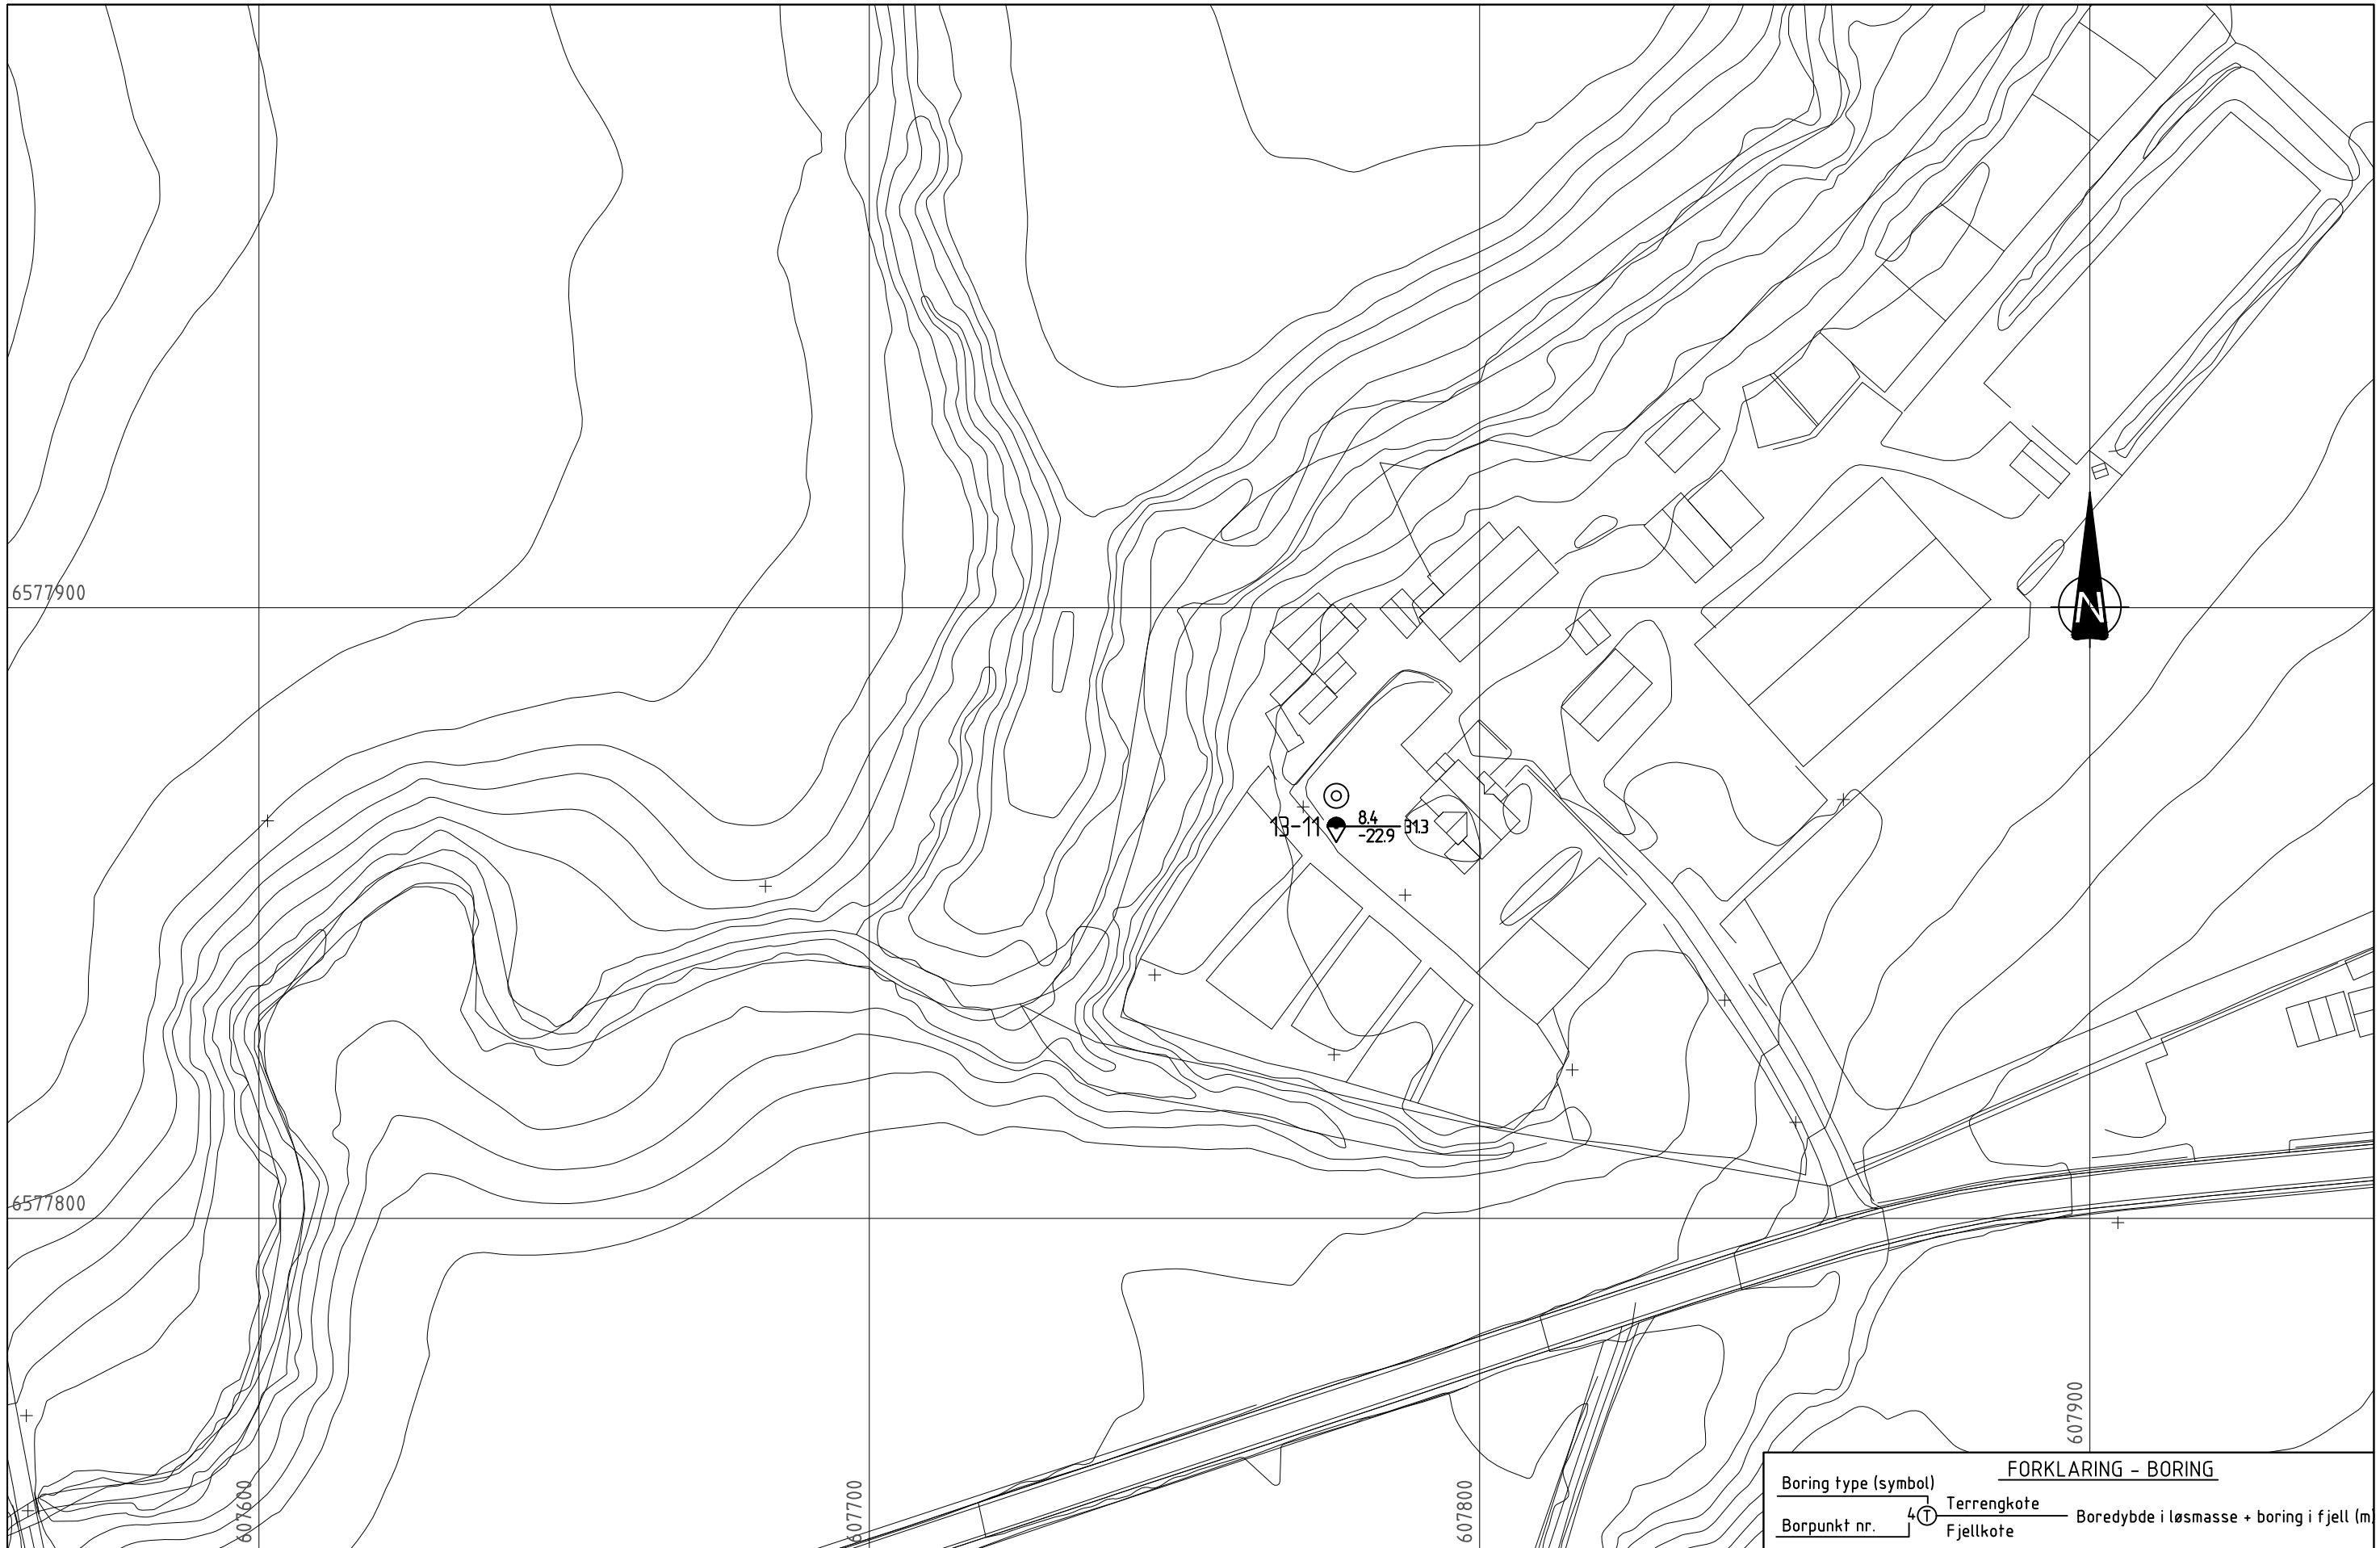 6577900
N
13-11 8.4 31.3
-22.9
6577800
607600
607700
607800
607900
FORKLARING - BORING
Boring type (symbol)
Borpunkt nr.
4 T
Terrengkote
Fjellkote
Boredybde i løsmasse + boring i fjell (m)